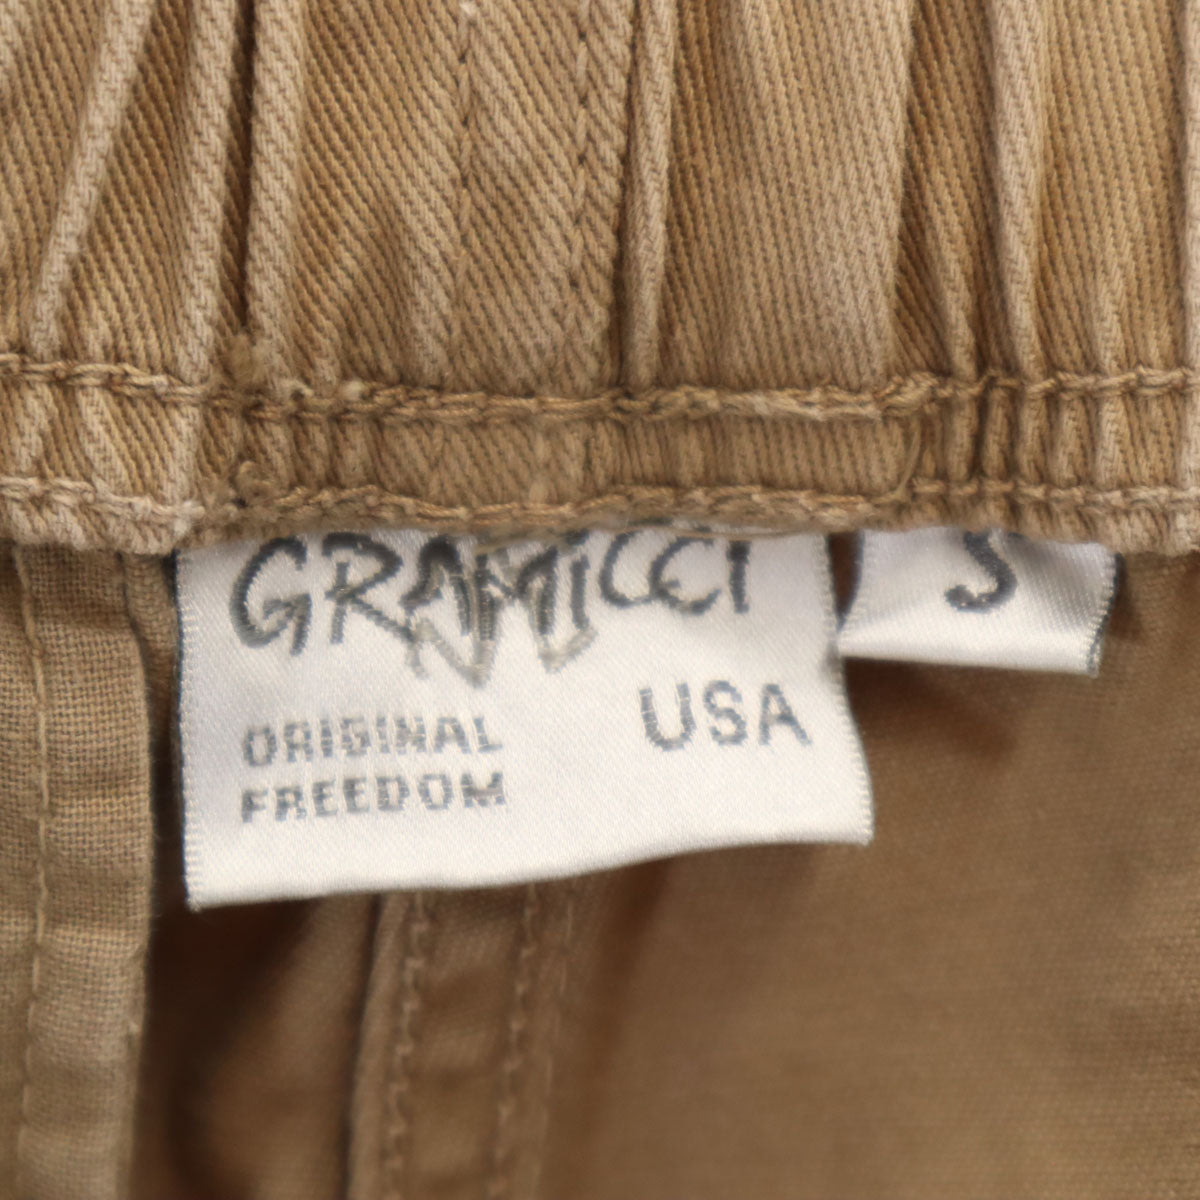 GRAMiCCi
S
USA
ORIGINAL
FREEDOM